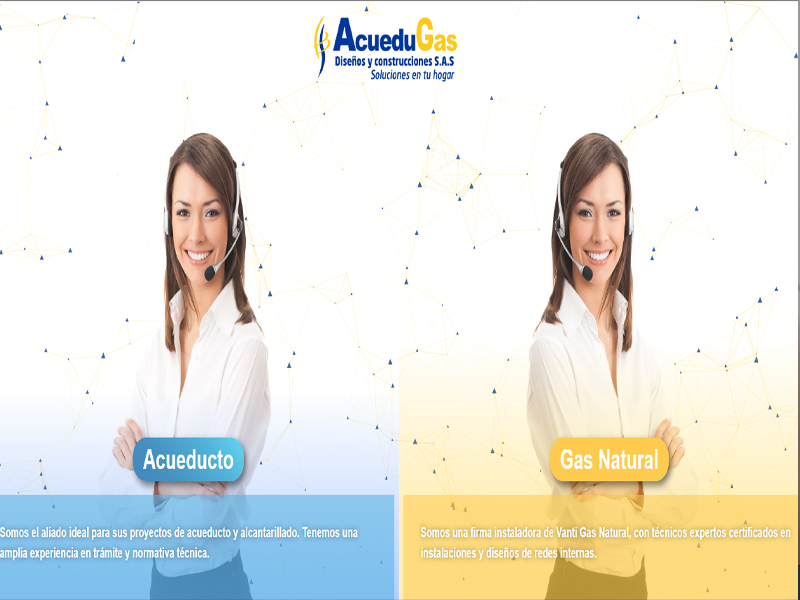 AcueduGas
Diseños y construcciones S.A.S
Soluciones en tu hogar
Acueducto
Somos el aliado ideal para sus proyectos de acueducto y alcantarillado. Tenemos una
amplia experiencia en trámite y normativa técnica.
Gas Natural
Somos una firma instaladora de Vanti Gas Natural, con técnicos expertos certificados en
instalaciones y diseños de redes internas.